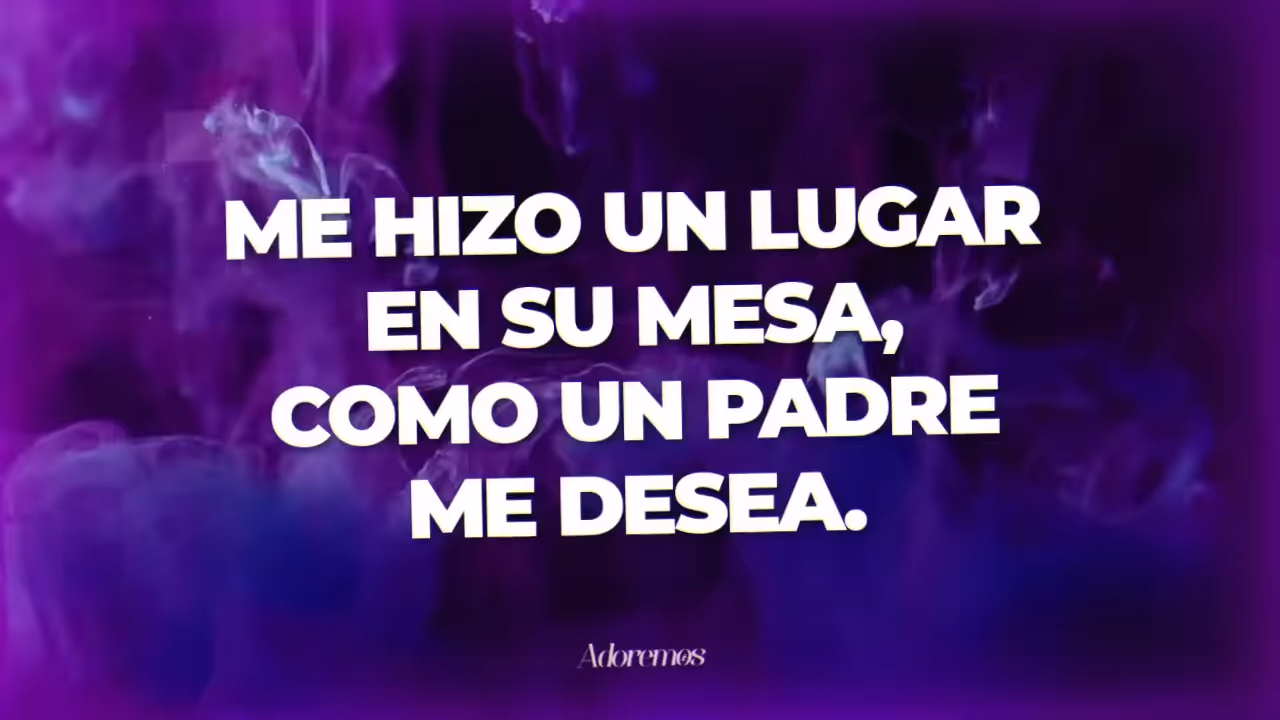 ME HIZO UN LUGAR
EN SU MESA,
COMO UN PADRE
ME DESEA.
Adoremos